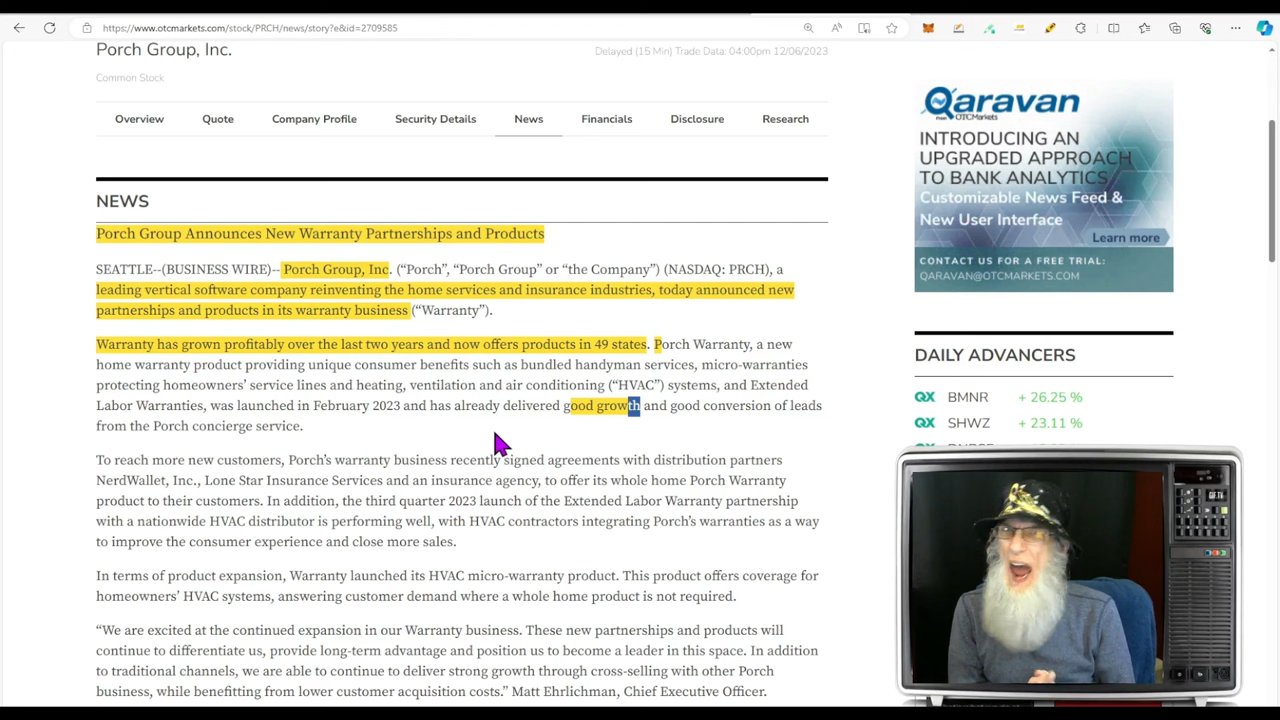 https://www.otcmarkets.com/stock/PRCH/news/story?e&id=2709585
Porch Group, Inc.
Delayed (15 Min) Trade Data: 04:00pm 12/06/2023
Common Stock
Overview Quote Company Profile Security Details News Financials Disclosure Research
NEWS
Porch Group Announces New Warranty Partnerships and Products
SEATTLE--(BUSINESS WIRE)--Porch Group, Inc. (“Porch”, “Porch Group” or “the Company”) (NASDAQ: PRCH), a
leading vertical software company reinventing the home services and insurance industries, today announced new
partnerships and products in its warranty business (“Warranty”).
Warranty has grown profitably over the last two years and now offers products in 49 states. Porch Warranty, a new
home warranty product providing unique consumer benefits such as bundled handyman services, micro-warranties
protecting homeowners’ service lines and heating, ventilation and air conditioning (“HVAC”) systems, and Extended
Labor Warranties, was launched in February 2023 and has already delivered good growth and good conversion of leads
from the Porch concierge service.
To reach more new customers, Porch’s warranty business recently signed agreements with distribution partners
NerdWallet, Inc., Lone Star Insurance Services and an insurance agency, to offer its whole home Porch Warranty
product to their customers. In addition, the third quarter 2023 launch of the Extended Labor Warranty partnership
with a nationwide HVAC distributor is performing well, with HVAC contractors integrating Porch’s warranties as a way
to improve the consumer experience and close more sales.
In terms of product expansion, Warranty launched its HVAC micro-warranty product. This product offers coverage for
homeowners’ HVAC systems, answering customer demand where a whole home product is not required.
“We are excited at the continued expansion in our Warranty These new partnerships and products will
continue to differentiate us, provide long-term advantage and position us to become a leader in this space. In addition
to traditional channels, we are able to continue to deliver strong growth through cross-selling with other Porch
business, while benefitting from lower customer acquisition costs.” Matt Ehrlichman, Chief Executive Officer.
Qaravan
From OTCMarkets
INTRODUCING AN
UPGRADED APPROACH
TO BANK ANALYTICS
Customizable News Feed &
New User Interface
Learn more
CONTACT US FOR A FREE TRIAL:
QARAVAN@OTCMARKETS.COM
DAILY ADVANCERS
QX BMNR + 26.25 %
QX SHWZ + 23.11 %